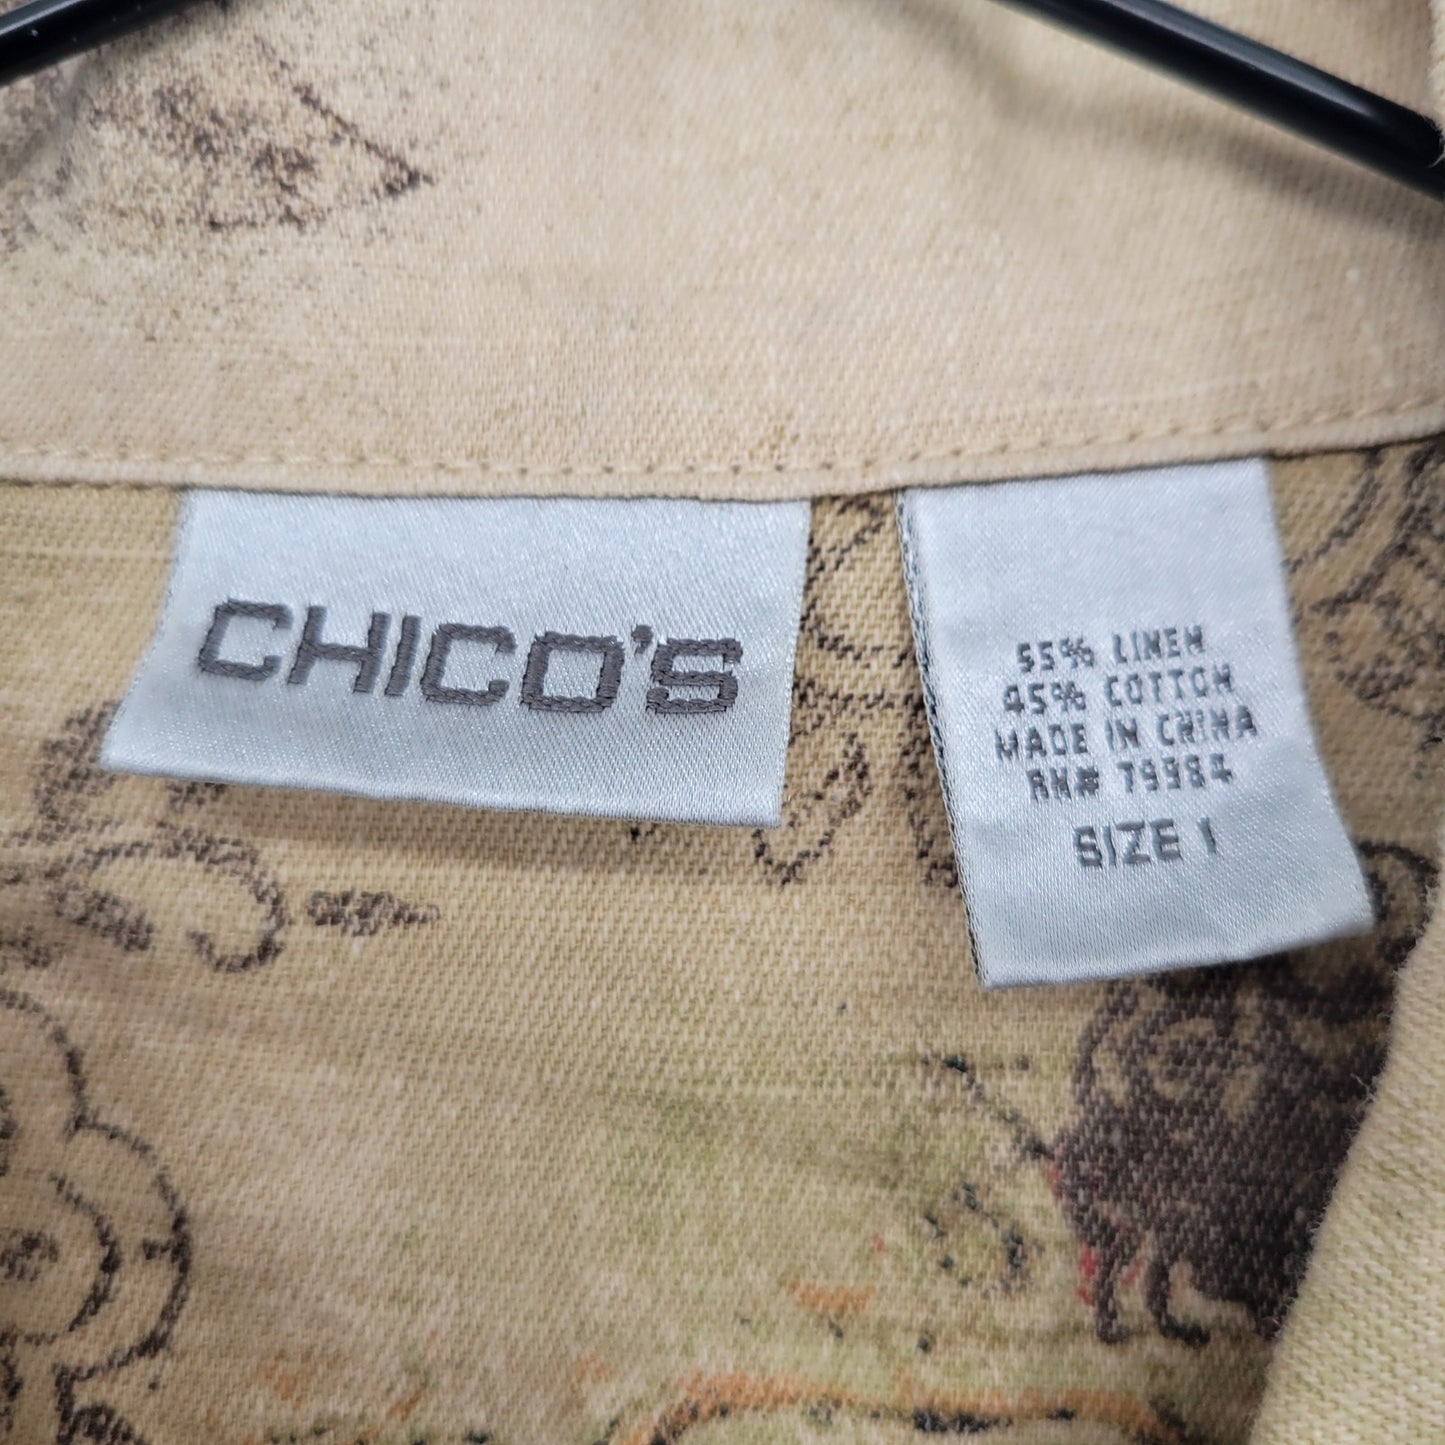 CHICO'S
55% LINEN
45% COTTON
MADE IN CHINA
RN# 79984
SIZE 1